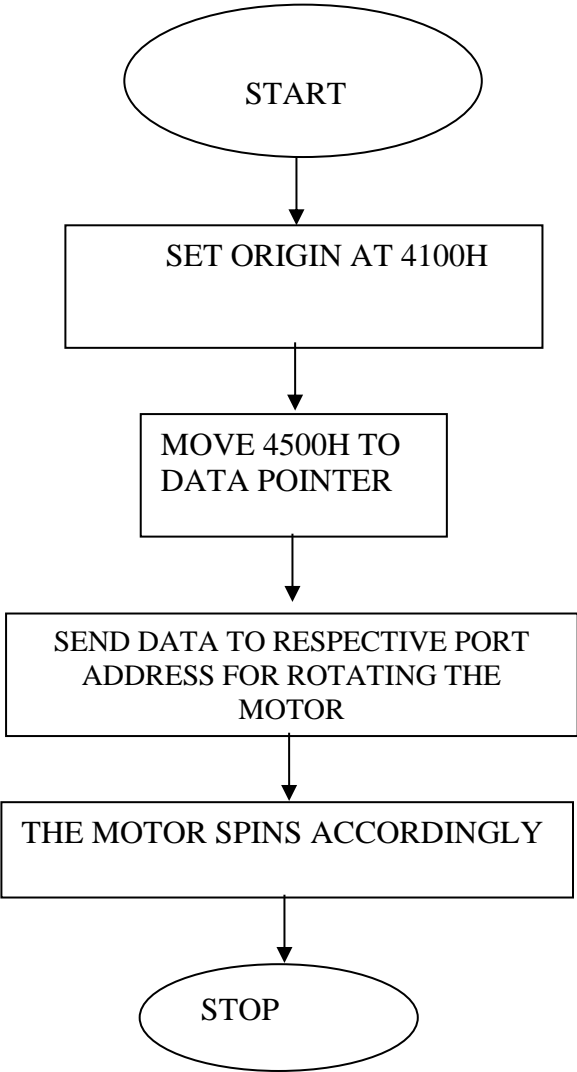 START
SET ORIGIN AT 4100H
MOVE 4500H TO
DATA POINTER
SEND DATA TO RESPECTIVE PORT
ADDRESS FOR ROTATING THE
MOTOR
THE MOTOR SPINS ACCORDINGLY
STOP